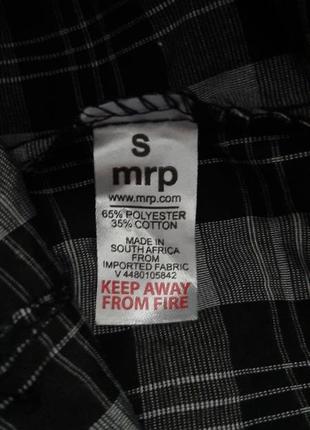 S
mrp
www.mrp.com
65% POLYESTER
35% COTTON
MADE IN
SOUTH AFRICA
FROM
IMPORTED FABRIC
V 4480105842
KEEP AWAY
FROM FIRE